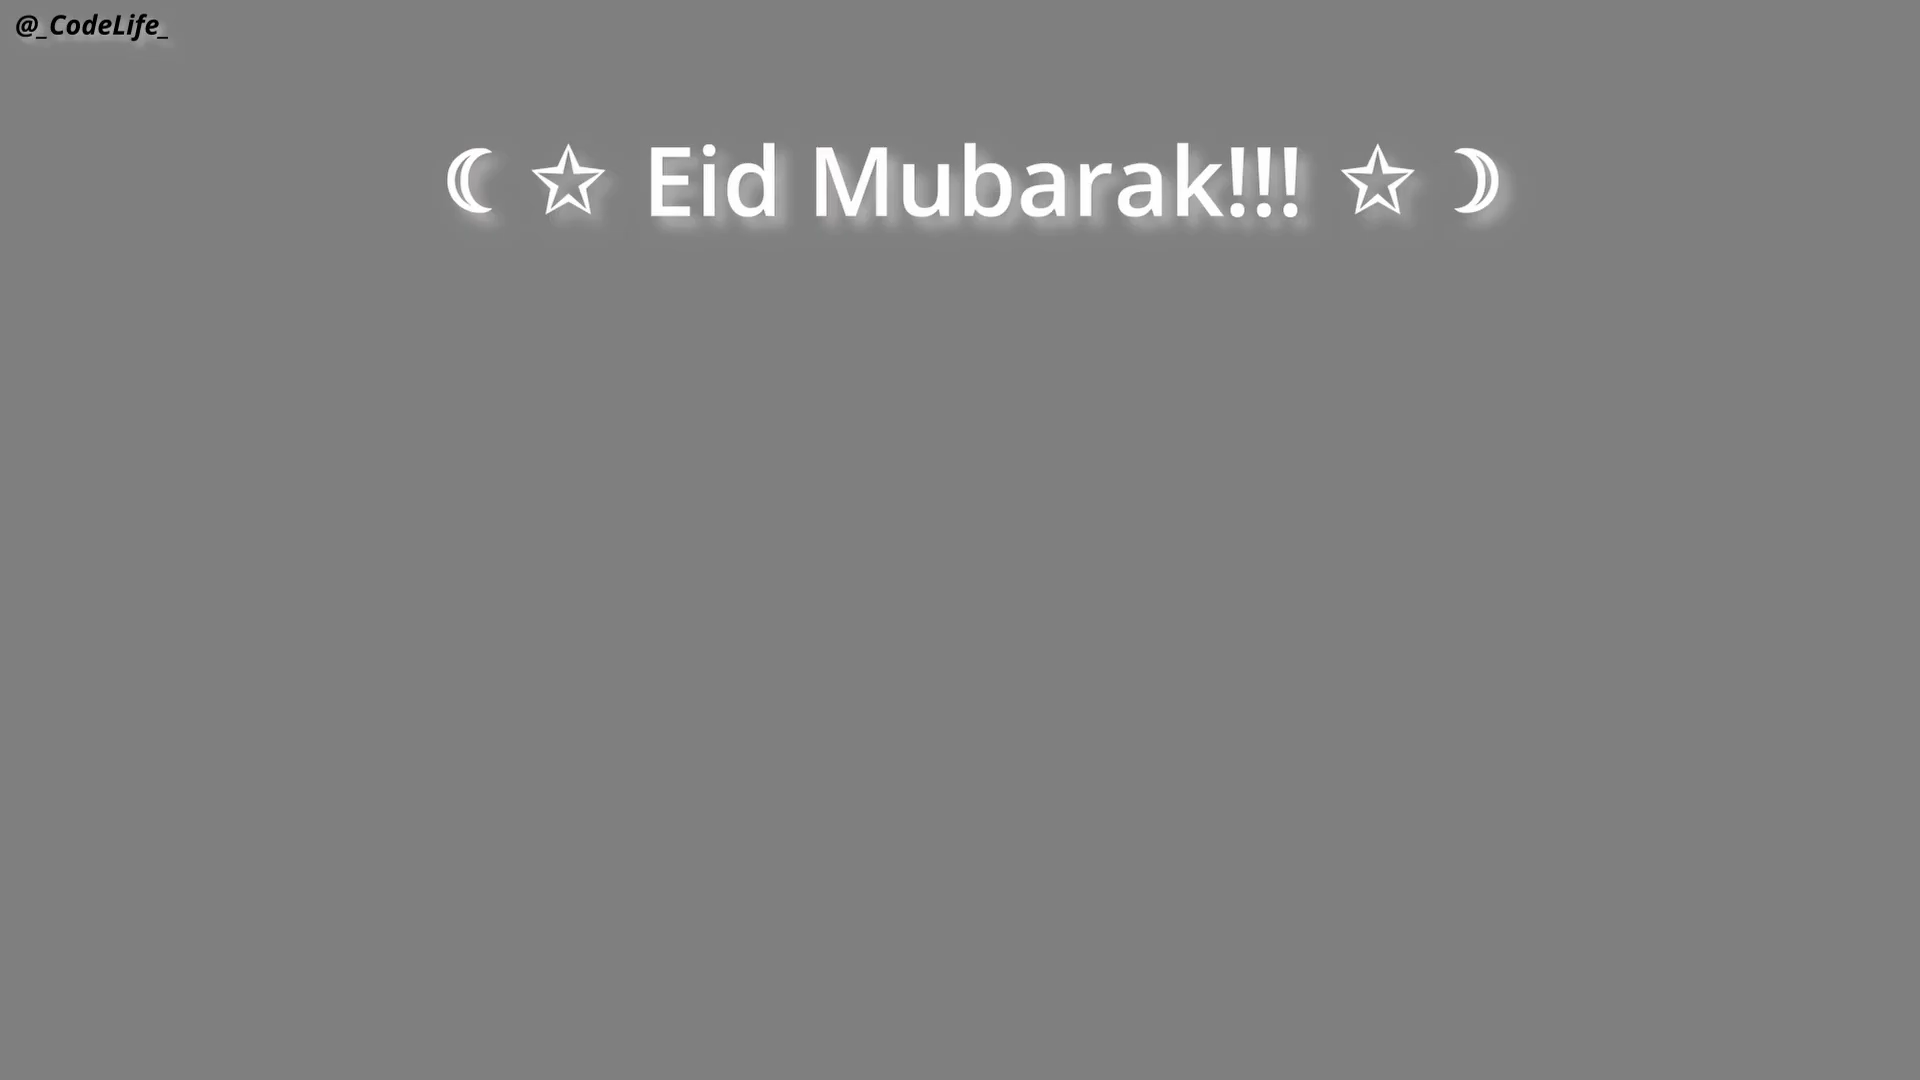 @_CodeLife_
☾ ☆ Eid Mubarak!!! ☆ ☽